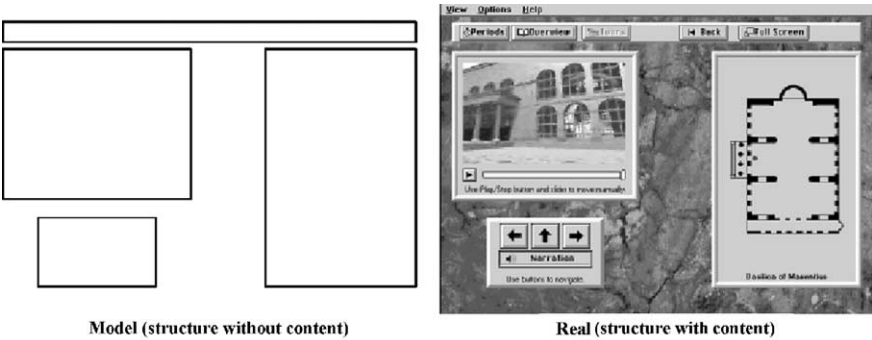 View Options Help
Periods Overview Back Full Screen
Use Play/Stop button and slider to move manually.
Narration
Use buttons to navigate.
Basilica of Maxentius
Model (structure without content)
Real (structure with content)